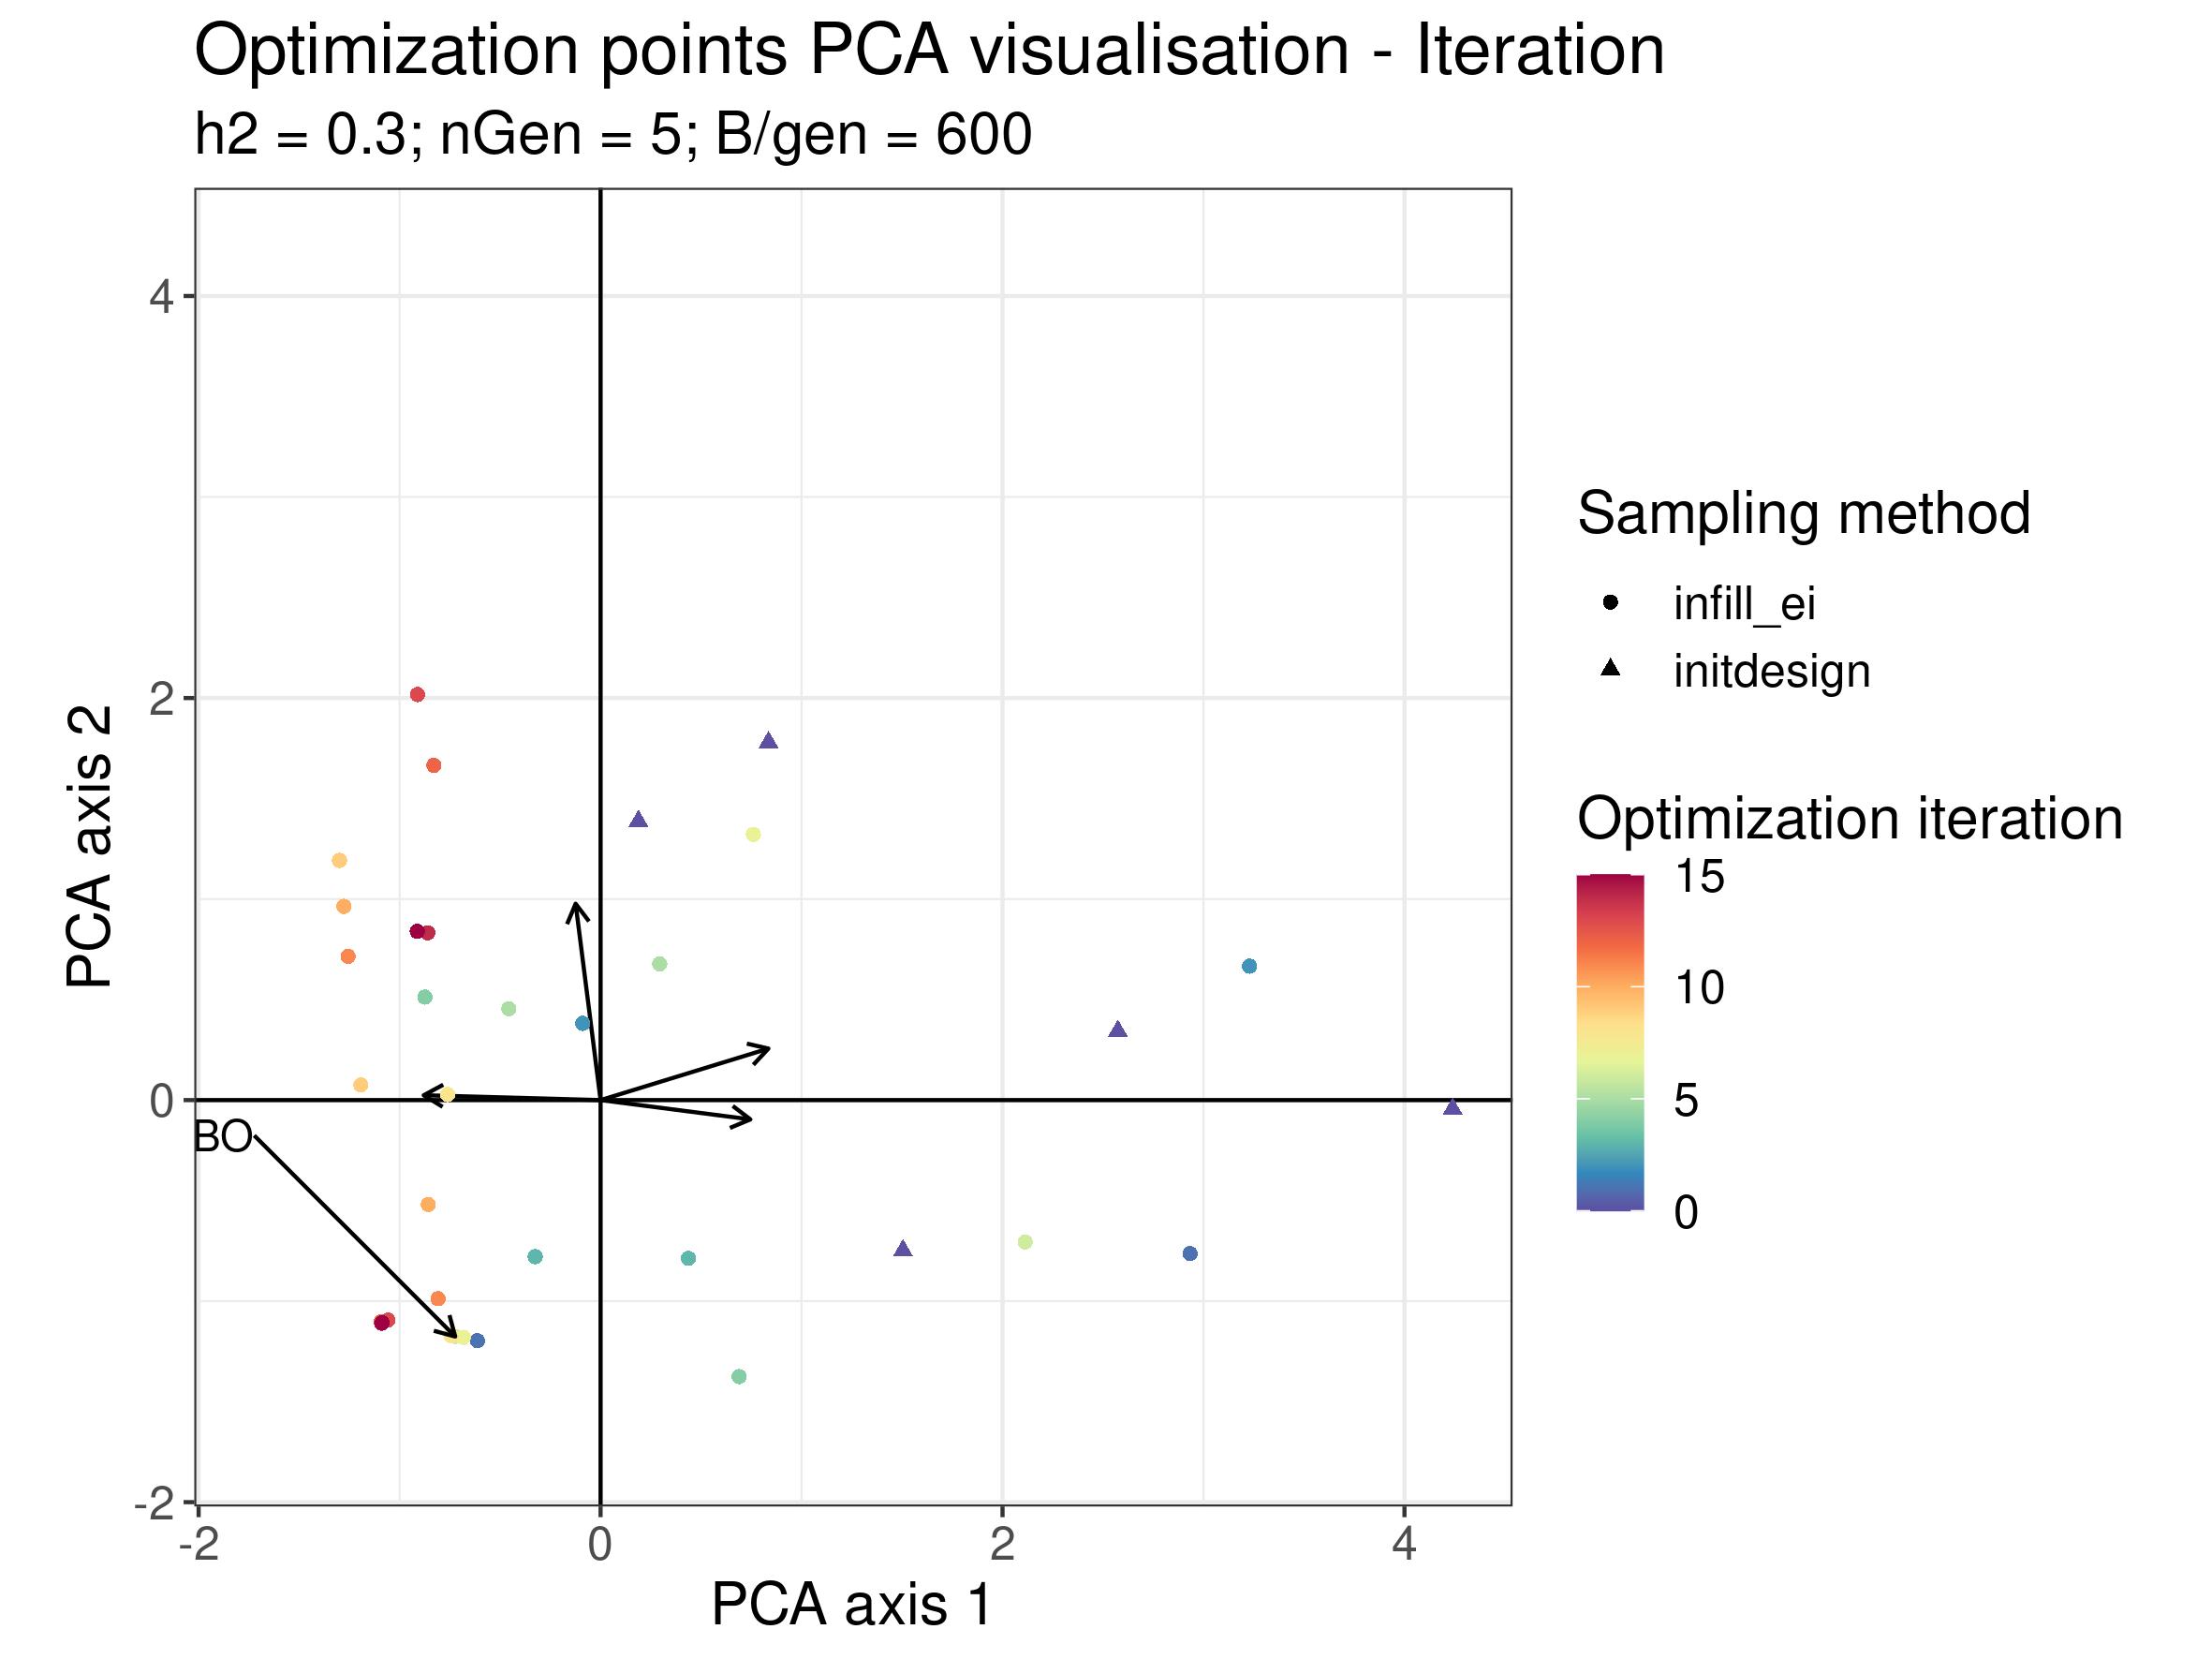 Optimization points PCA visualisation - Iteration
h2 = 0.3; nGen = 5; B/gen = 600
4
2
0
-2
PCA axis 2
BO
-2
0
2
4
PCA axis 1
Sampling method
infill_ei
initdesign
Optimization iteration
15
10
5
0